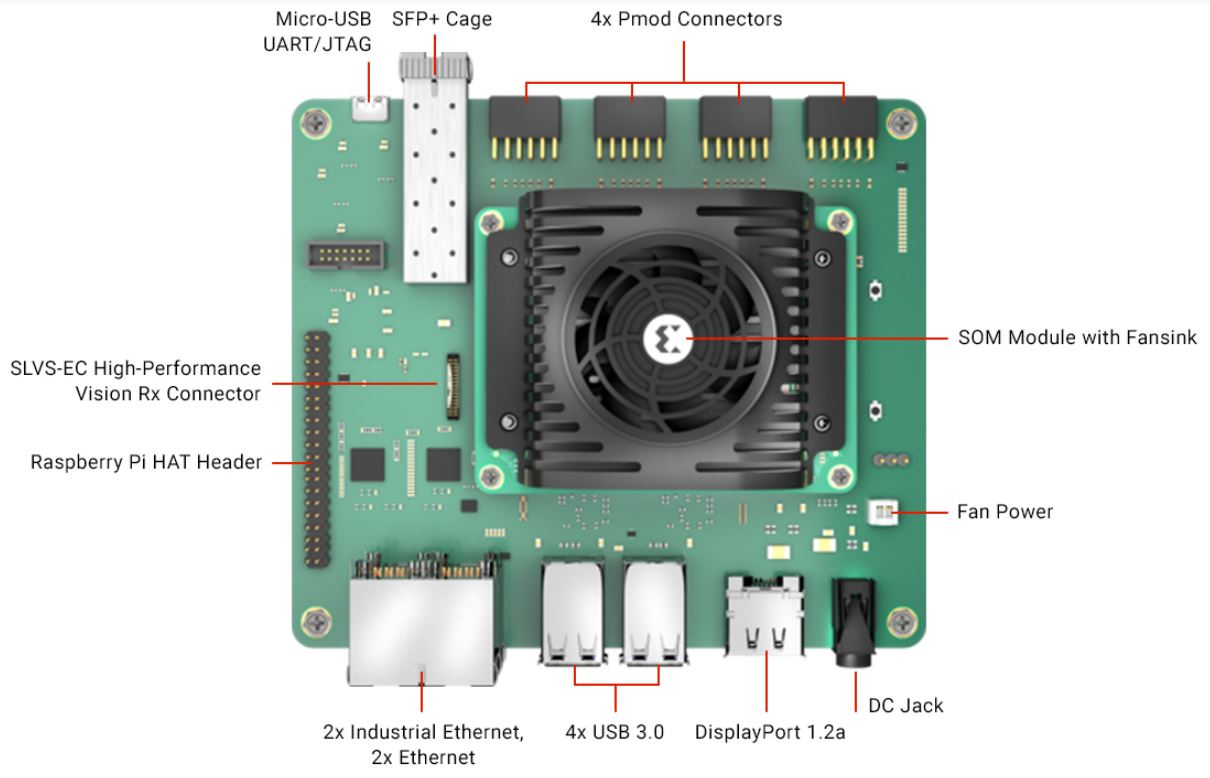 Micro-USB
UART/JTAG
SFP+ Cage
4x Pmod Connectors
SOM Module with Fansink
SLVS-EC High-Performance
Vision Rx Connector
Raspberry Pi HAT Header
Fan Power
DC Jack
2x Industrial Ethernet,
2x Ethernet
4x USB 3.0
DisplayPort 1.2a